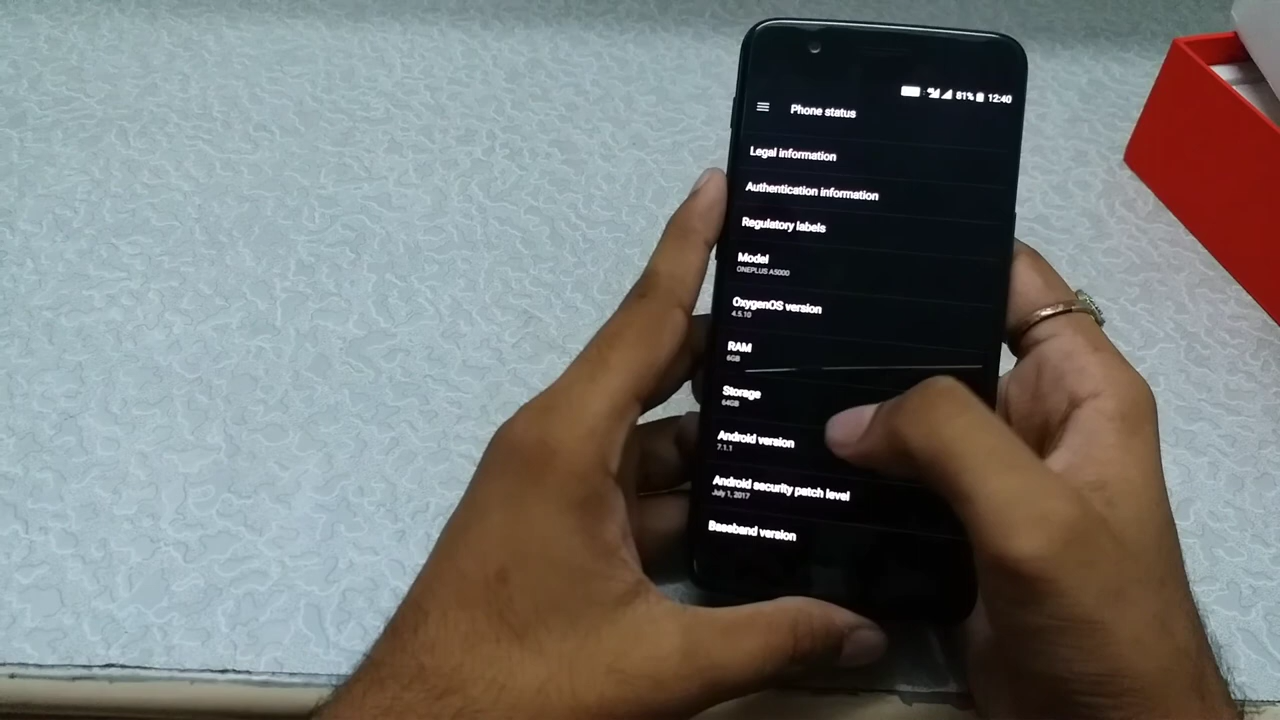 81% 12:40
Phone status
Legal information
Authentication information
Regulatory labels
Model
ONEPLUS A5000
OxygenOS version
4.5.10
RAM
6GB
Storage
64GB
Android version
7.1.1
Android security patch level
July 1, 2017
Baseband version